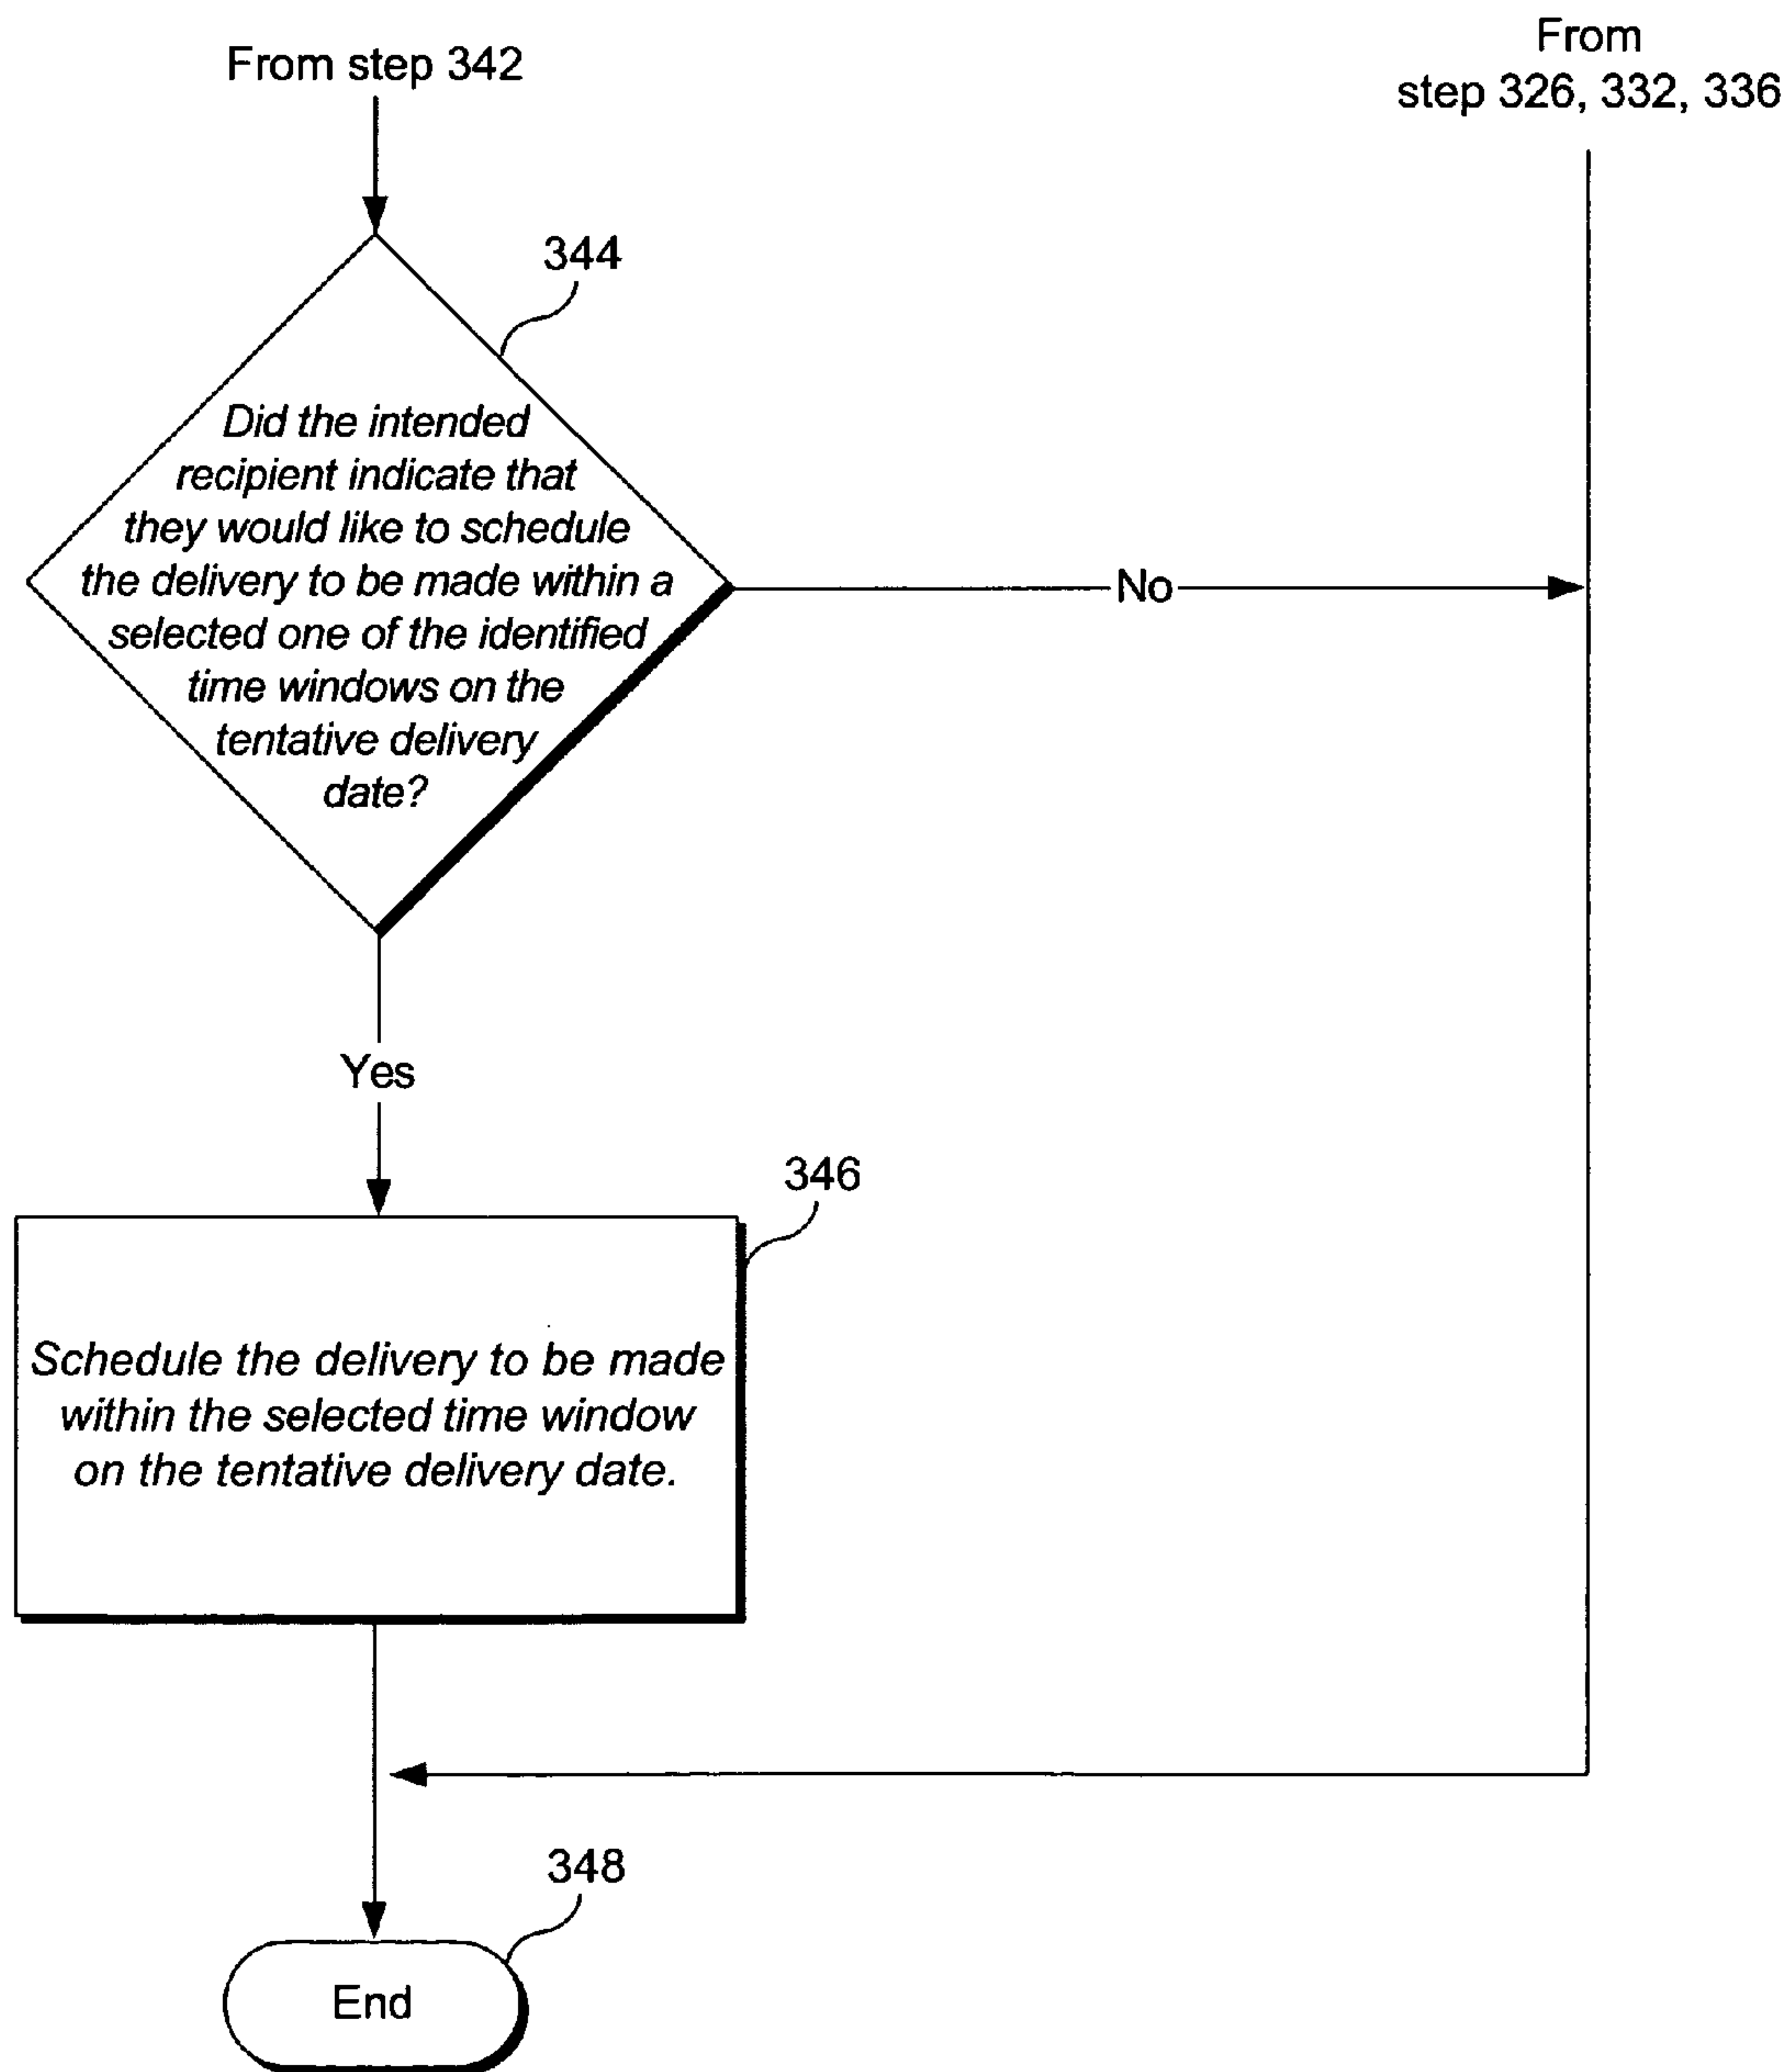 From step 342
From
step 326, 332, 336
344
Did the intended
recipient indicate that
they would like to schedule
the delivery to be made within a
selected one of the identified
time windows on the
tentative delivery
date?
No
Yes
346
Schedule the delivery to be made
within the selected time window
on the tentative delivery date.
348
End